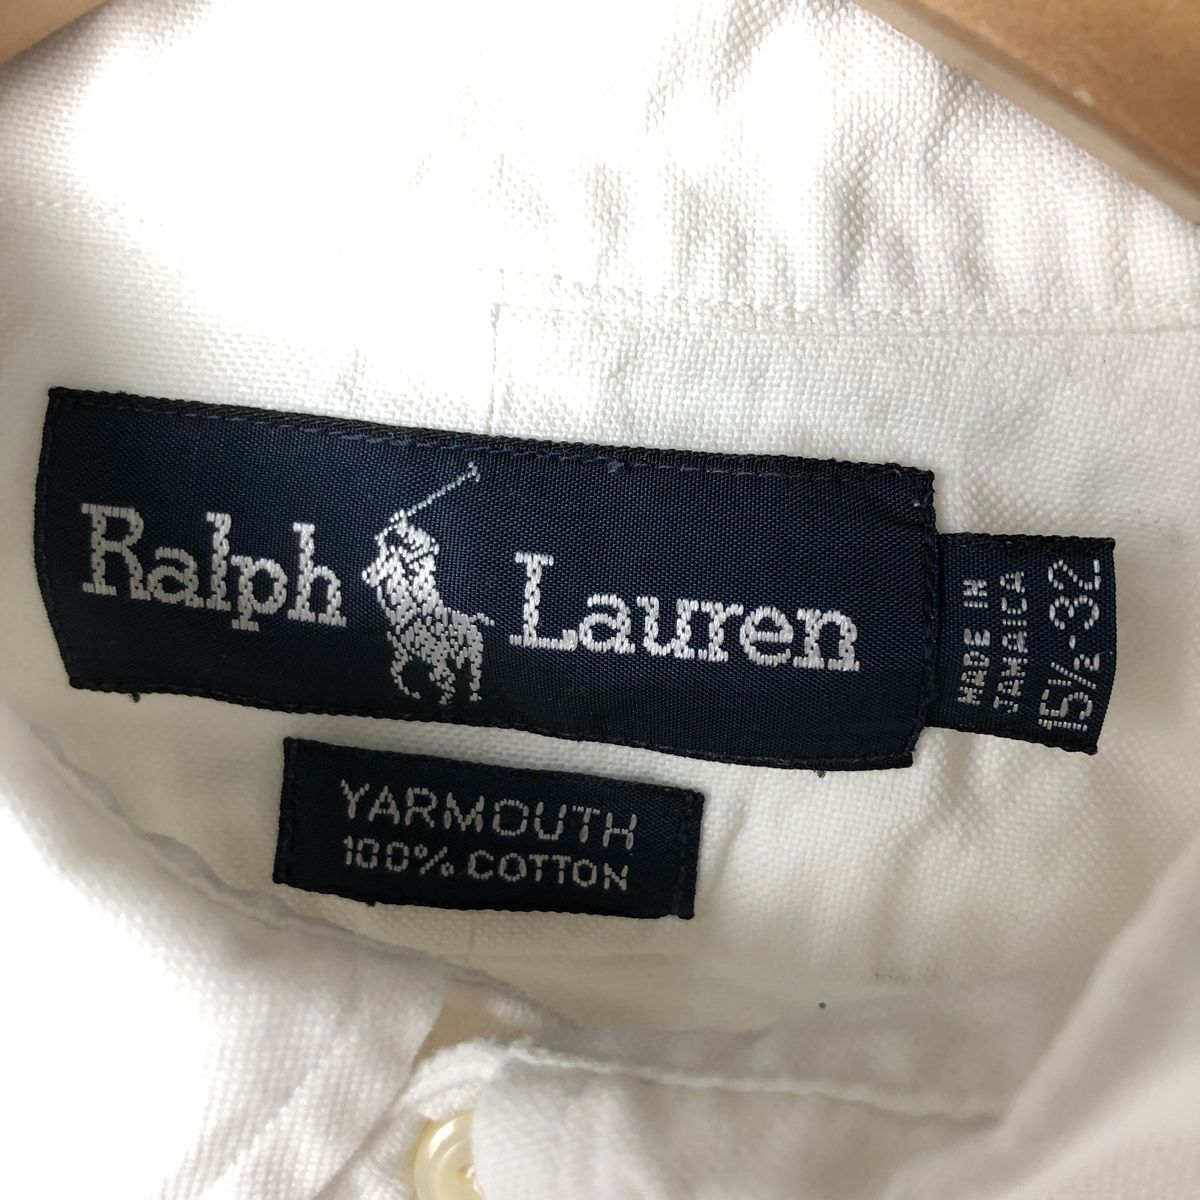 Ralph Lauren
MADE IN
JAMAICA
15½-32
YARMOUTH
100% COTTON